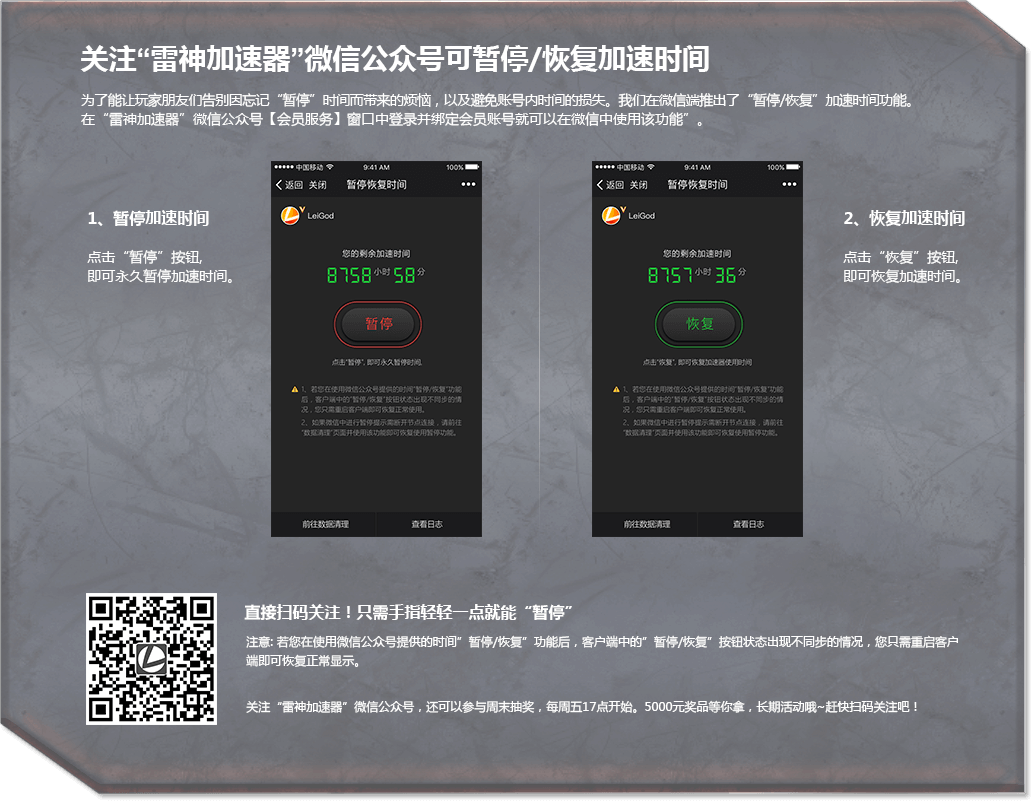 关注“雷神加速器”微信公众号可暂停/恢复加速时间
为了能让玩家朋友们告别因忘记“暂停”时间而带来的烦恼，以及避免账号内时间的损失。我们在微信端推出了“暂停/恢复”加速时间功能。
在“雷神加速器”微信公众号【会员服务】窗口中登录并绑定会员账号就可以在微信中使用该功能”。
1、暂停加速时间
点击“暂停”按钮,
即可永久暂停加速时间。
中国移动 9:41 AM 100%
返回 关闭 暂停恢复时间
LeiGod
您的剩余加速时间
8758小时58分
暂停
点击“暂停”, 即可永久暂停时间.
1、若您在使用微信公众号提供的时间“暂停/恢复”功能
后，客户端中的“暂停/恢复”按钮状态出现不同步的情
况，您只需重启客户端即可恢复正常使用。
2、如果微信中进行暂停提示需断开节点连接，请前往
“数据清理”页面并使用该功能即可恢复使用暂停功能。
前往数据清理 查看日志
中国移动 9:41 AM 100%
返回 关闭 暂停恢复时间
LeiGod
您的剩余加速时间
8757小时36分
恢复
点击“恢复”, 即可恢复加速器使用时间
1、若您在使用微信公众号提供的时间“暂停/恢复”功能
后，客户端中的“暂停/恢复”按钮状态出现不同步的情
况，您只需重启客户端即可恢复正常使用。
2、如果微信中进行暂停提示需断开节点连接，请前往
“数据清理”页面并使用该功能即可恢复使用暂停功能。
前往数据清理 查看日志
2、恢复加速时间
点击“恢复”按钮,
即可恢复加速时间。
直接扫码关注！只需手指轻轻一点就能“暂停”
注意: 若您在使用微信公众号提供的时间”暂停/恢复”功能后，客户端中的”暂停/恢复”按钮状态出现不同步的情况，您只需重启客户
端即可恢复正常显示。
关注“雷神加速器”微信公众号，还可以参与周末抽奖，每周五17点开始。5000元奖品等你拿，长期活动哦~赶快扫码关注吧！